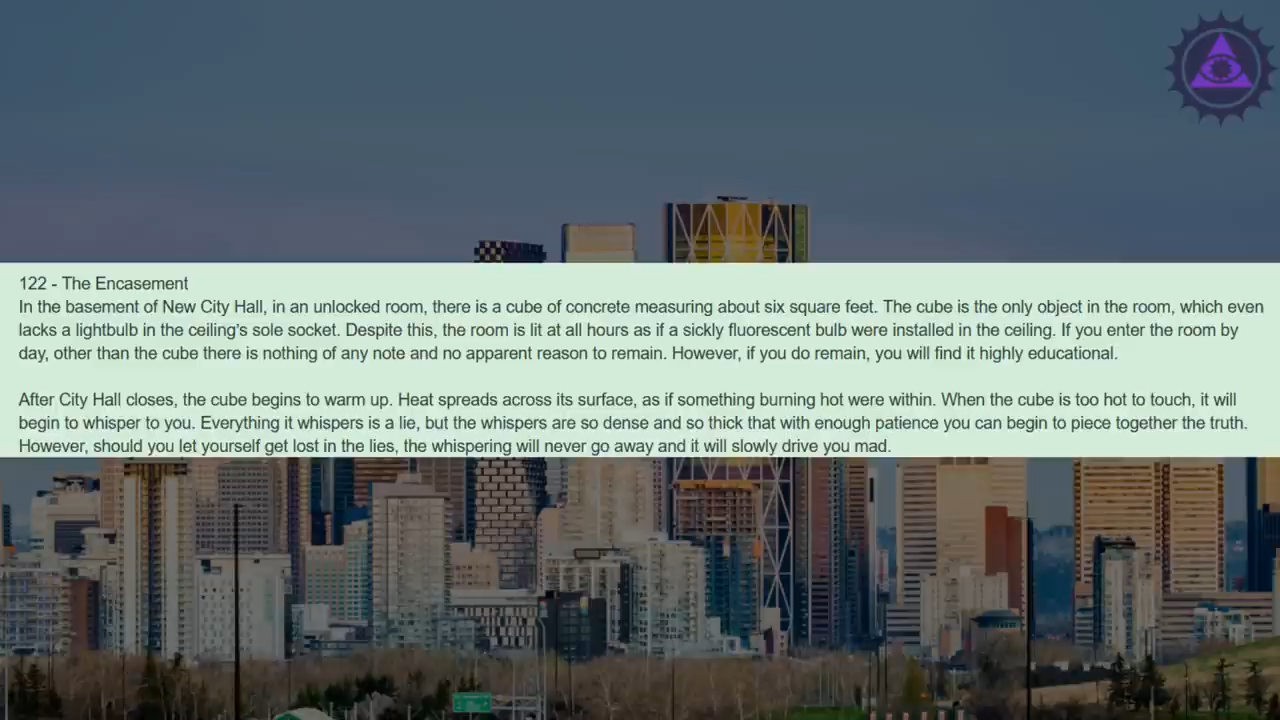 122 - The Encasement
In the basement of New City Hall, in an unlocked room, there is a cube of concrete measuring about six square feet. The cube is the only object in the room, which even
lacks a lightbulb in the ceiling's sole socket. Despite this, the room is lit at all hours as if a sickly fluorescent bulb were installed in the ceiling. If you enter the room by
day, other than the cube there is nothing of any note and no apparent reason to remain. However, if you do remain, you will find it highly educational.
After City Hall closes, the cube begins to warm up. Heat spreads across its surface, as if something burning hot were within. When the cube is too hot to touch, it will
begin to whisper to you. Everything it whispers is a lie, but the whispers are so dense and so thick that with enough patience you can begin to piece together the truth.
However, should you let yourself get lost in the lies, the whispering will never go away and it will slowly drive you mad.